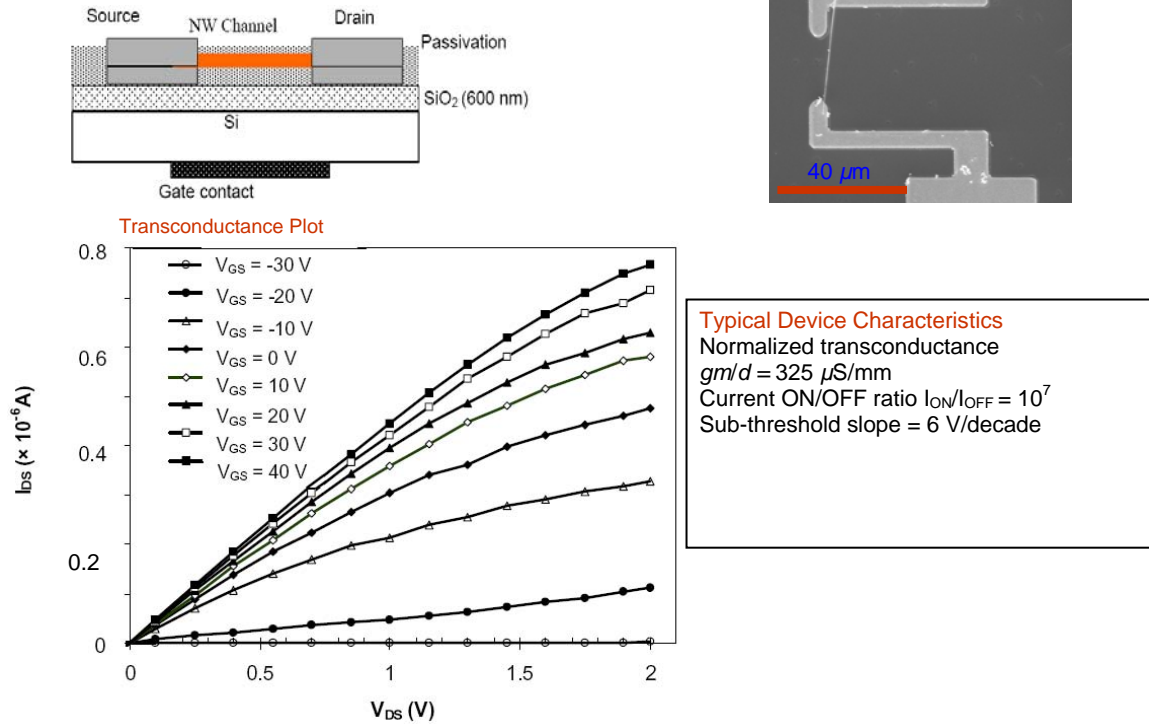 Source
NW Channel
Drain
Passivation
SiO2 (600 nm)
Si
Gate contact
40 µm
Transconductance Plot
0.8
0.6
0.4
0.2
0
IDS (× 10-6A)
VGS = -30 V
VGS = -20 V
VGS = -10 V
VGS = 0 V
VGS = 10 V
VGS = 20 V
VGS = 30 V
VGS = 40 V
0
0.5
1
1.5
2
VDS (V)
Typical Device Characteristics
Normalized transconductance
gm/d = 325 µS/mm
Current ON/OFF ratio ION/IOFF = 10^7
Sub-threshold slope = 6 V/decade